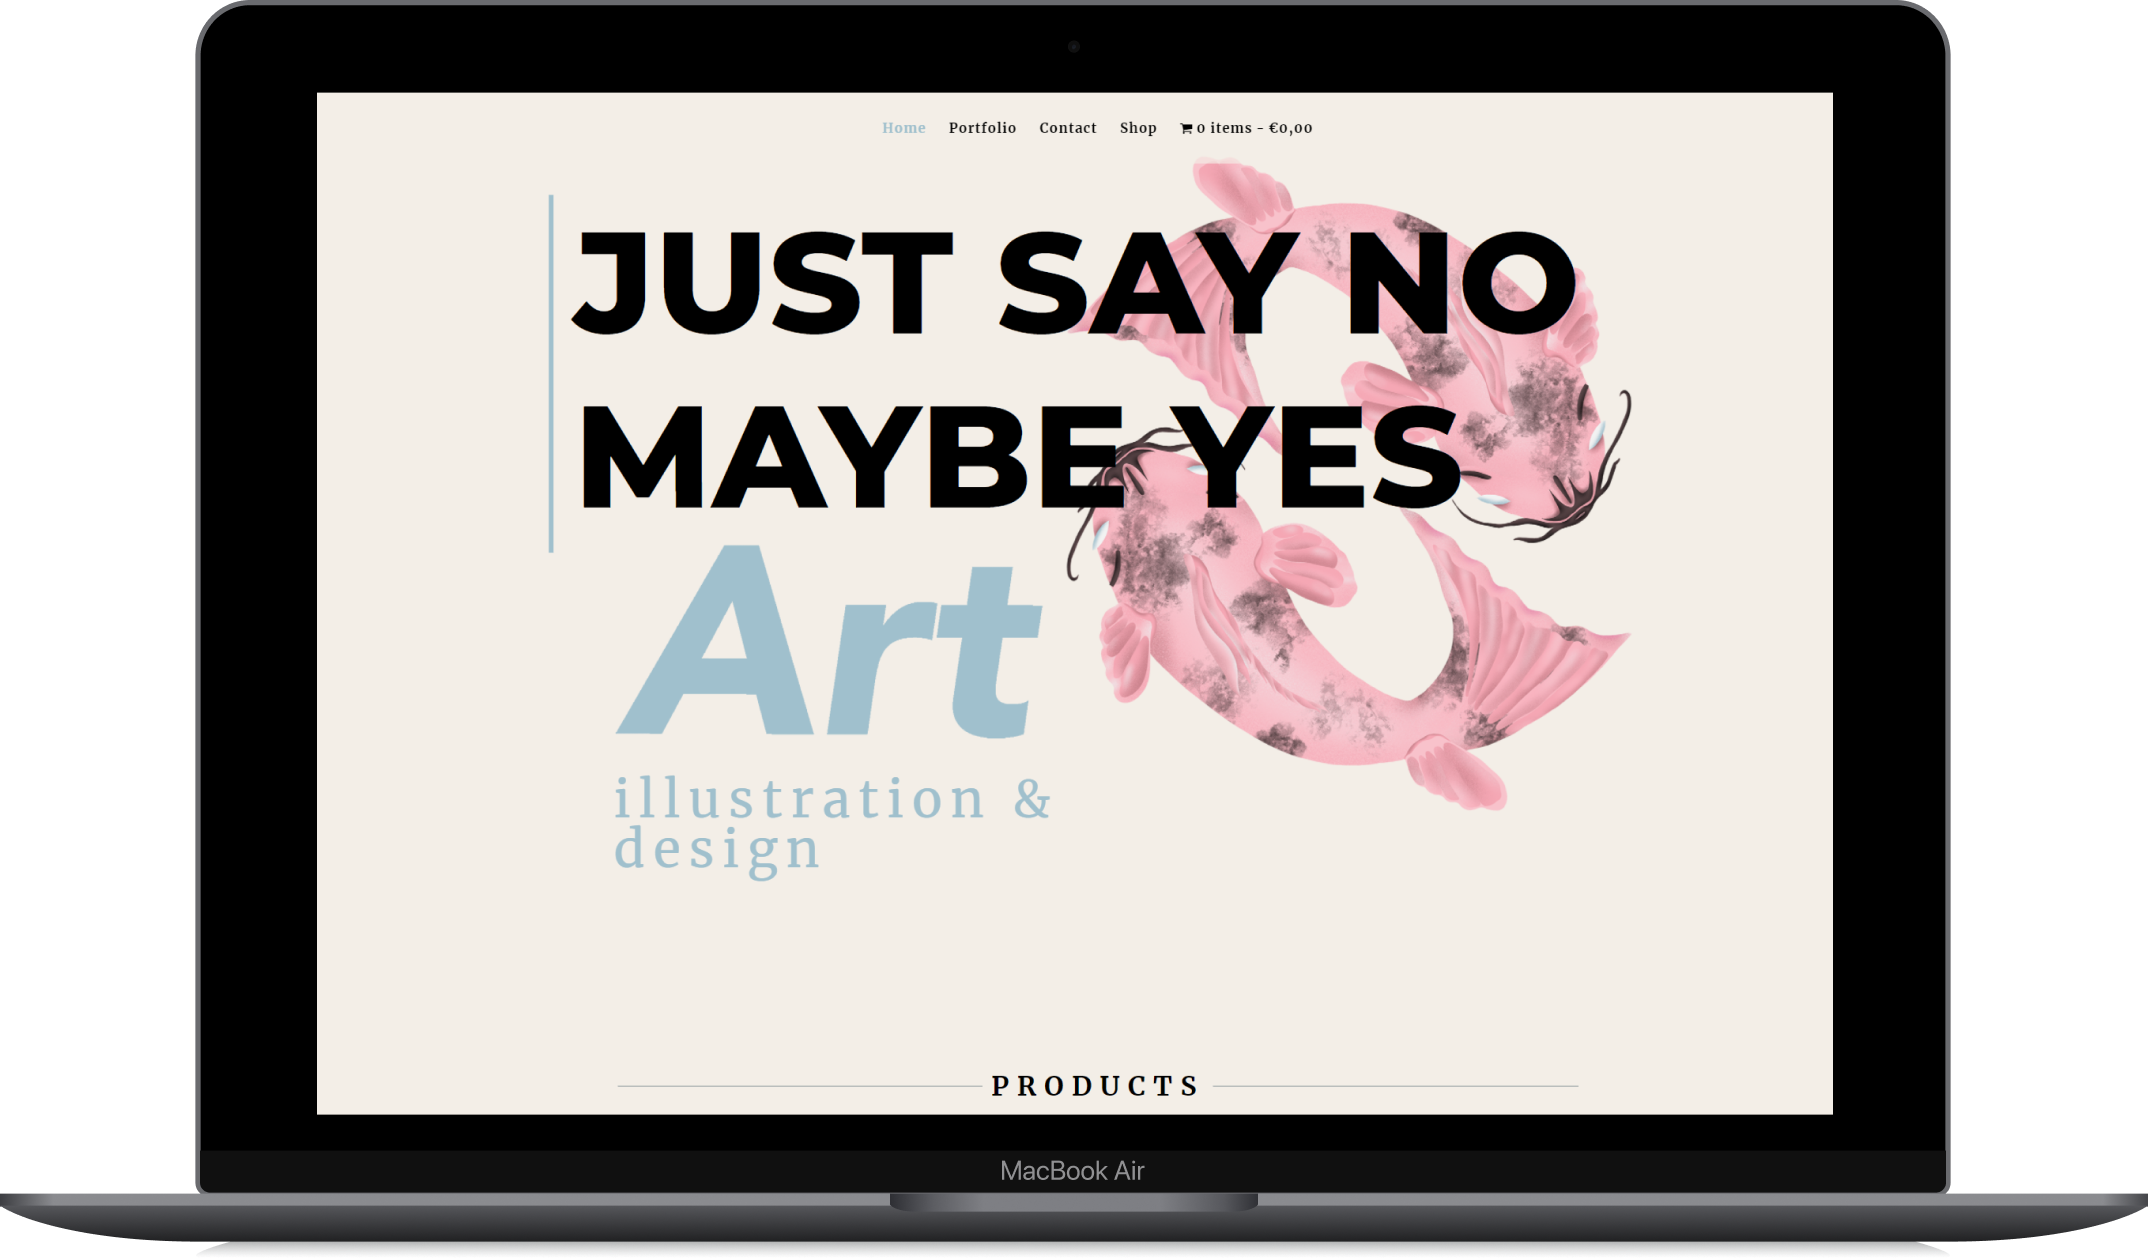 Home Portfolio Contact Shop 0 items - €0,00
JUST SAY NO
MAYBE YES
Art
illustration &
design
PRODUCTS
MacBook Air